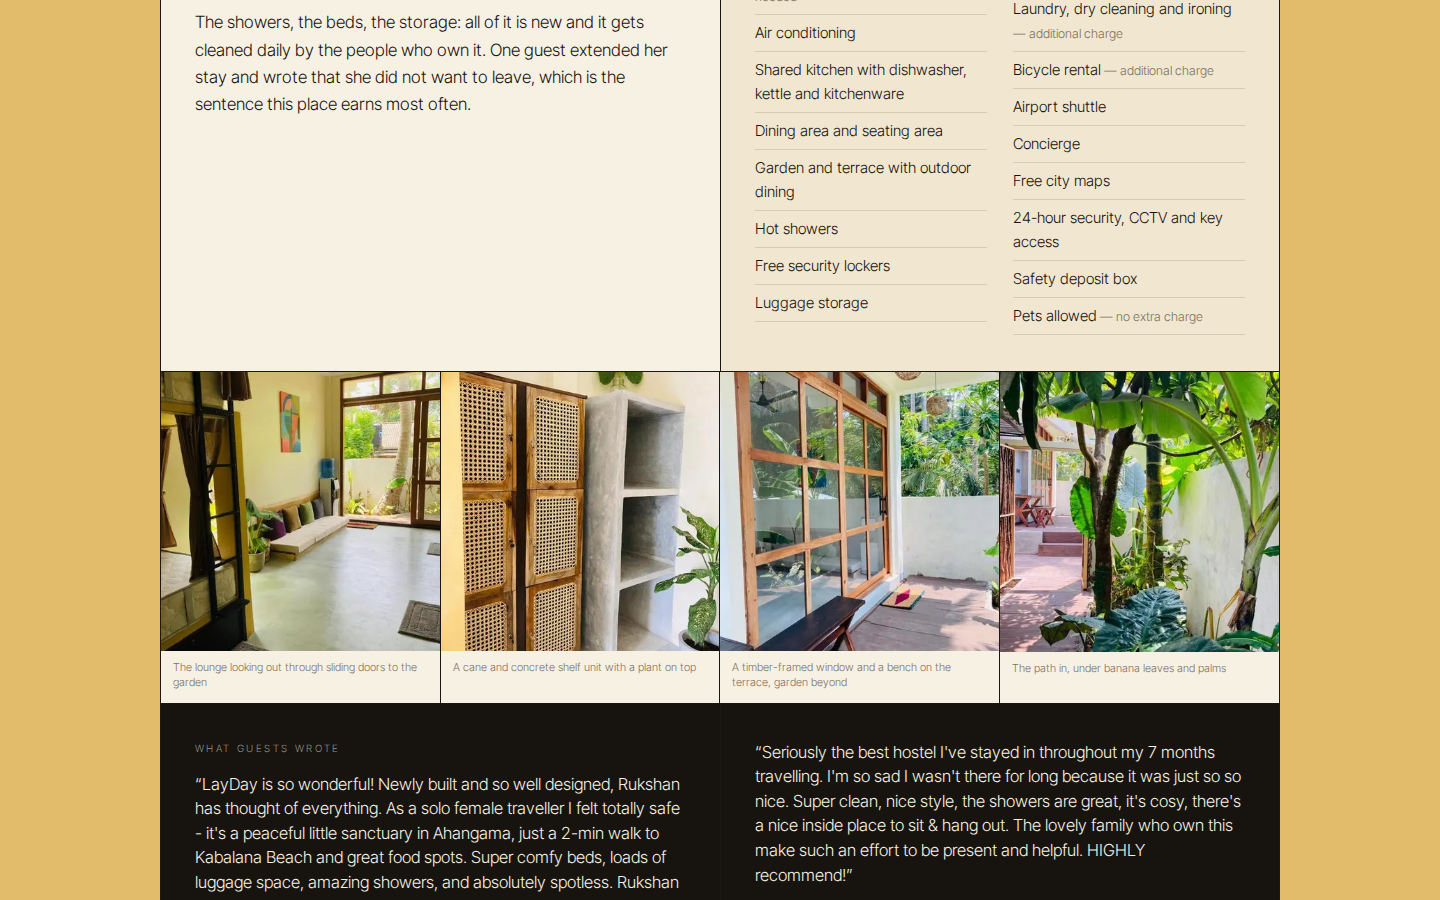 The showers, the beds, the storage: all of it is new and it gets
cleaned daily by the people who own it. One guest extended her
stay and wrote that she did not want to leave, which is the
sentence this place earns most often.
Air conditioning
Shared kitchen with dishwasher,
kettle and kitchenware
Dining area and seating area
Garden and terrace with outdoor
dining
Hot showers
Free security lockers
Luggage storage
Laundry, dry cleaning and ironing
— additional charge
Bicycle rental — additional charge
Airport shuttle
Concierge
Free city maps
24-hour security, CCTV and key
access
Safety deposit box
Pets allowed — no extra charge
The lounge looking out through sliding doors to the
garden
A cane and concrete shelf unit with a plant on top
A timber-framed window and a bench on the
terrace, garden beyond
The path in, under banana leaves and palms
WHAT GUESTS WROTE
“LayDay is so wonderful! Newly built and so well designed, Rukshan
has thought of everything. As a solo female traveller I felt totally safe
- it's a peaceful little sanctuary in Ahangama, just a 2-min walk to
Kabalana Beach and great food spots. Super comfy beds, loads of
luggage space, amazing showers, and absolutely spotless. Rukshan
“Seriously the best hostel I've stayed in throughout my 7 months
travelling. I'm so sad I wasn't there for long because it was just so so
nice. Super clean, nice style, the showers are great, it's cosy, there's
a nice inside place to sit & hang out. The lovely family who own this
make such an effort to be present and helpful. HIGHLY
recommend!”